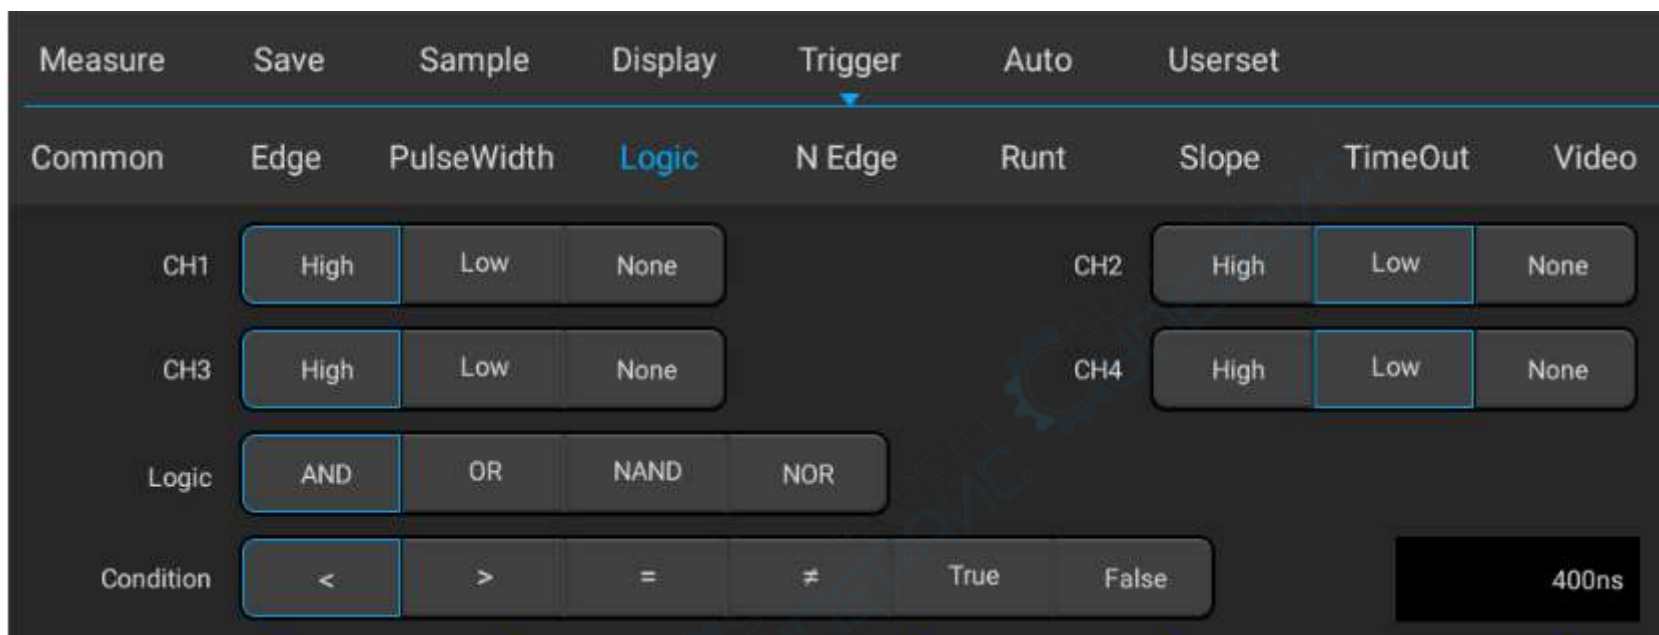 Measure Save Sample Display Trigger Auto Userset
Common Edge PulseWidth Logic N Edge Runt Slope TimeOut Video
CH1 High Low None CH2 High Low None
CH3 High Low None CH4 High Low None
Logic AND OR NAND NOR
Condition < > = ≠ True False 400ns